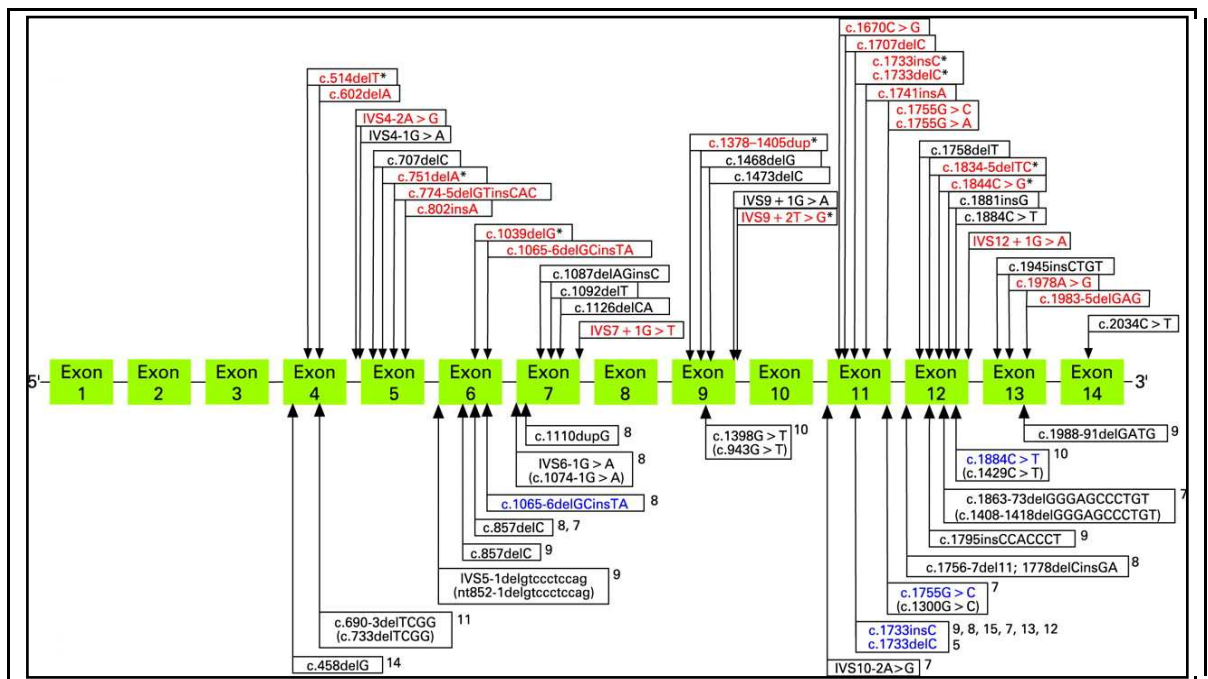 c.1670C > G
c.1707delC
c.1733insC*
c.1733delC*
c.1741insA
c.1755G > C
c.1755G > A
c.514delT*
c.602delA
IVS4-2A > G
IVS4-1G > A
c.707delC
c.751delA*
c.774-5delGTinsCAC
c.802insA
c.1039delG*
c.1065-6delGCinsTA
c.1087delAGinsC
c.1092delT
c.1126delCA
IVS7 + 1G > T
c.1378–1405dup*
c.1468delG
c.1473delC
IVS9 + 1G > A
IVS9 + 2T > G*
c.1758delT
c.1834-5delTC*
c.1844C > G*
c.1881insG
c.1884C > T
IVS12 + 1G > A
c.1945insCTGT
c.1978A > G
c.1983-5delGAG
c.2034C > T
5'
Exon 1
Exon 2
Exon 3
Exon 4
Exon 5
Exon 6
Exon 7
Exon 8
Exon 9
Exon 10
Exon 11
Exon 12
Exon 13
Exon 14
3'
c.1110dupG 8
IVS6-1G > A 8
(c.1074-1G > A)
c.1065-6delGCinsTA 8
c.857delC 8, 7
c.857delC 9
IVS5-1delgtccctccag 9
(nt852-1delgtccctccag)
c.690-3delTCGG 11
(c.733delTCGG)
c.458delG 14
c.1398G > T 10
(c.943G > T)
c.1988-91delGATG 9
c.1884C > T 10
(c.1429C > T)
c.1863-73delGGGAGCCCTGT 7
(c.1408-1418delGGGAGCCCTGT)
c.1795insCCACCCT 9
c.1756-7del11; 1778delCinsGA 8
c.1755G > C 7
(c.1300G > C)
c.1733insC 9, 8, 15, 7, 13, 12
c.1733delC 5
IVS10-2A>G 7